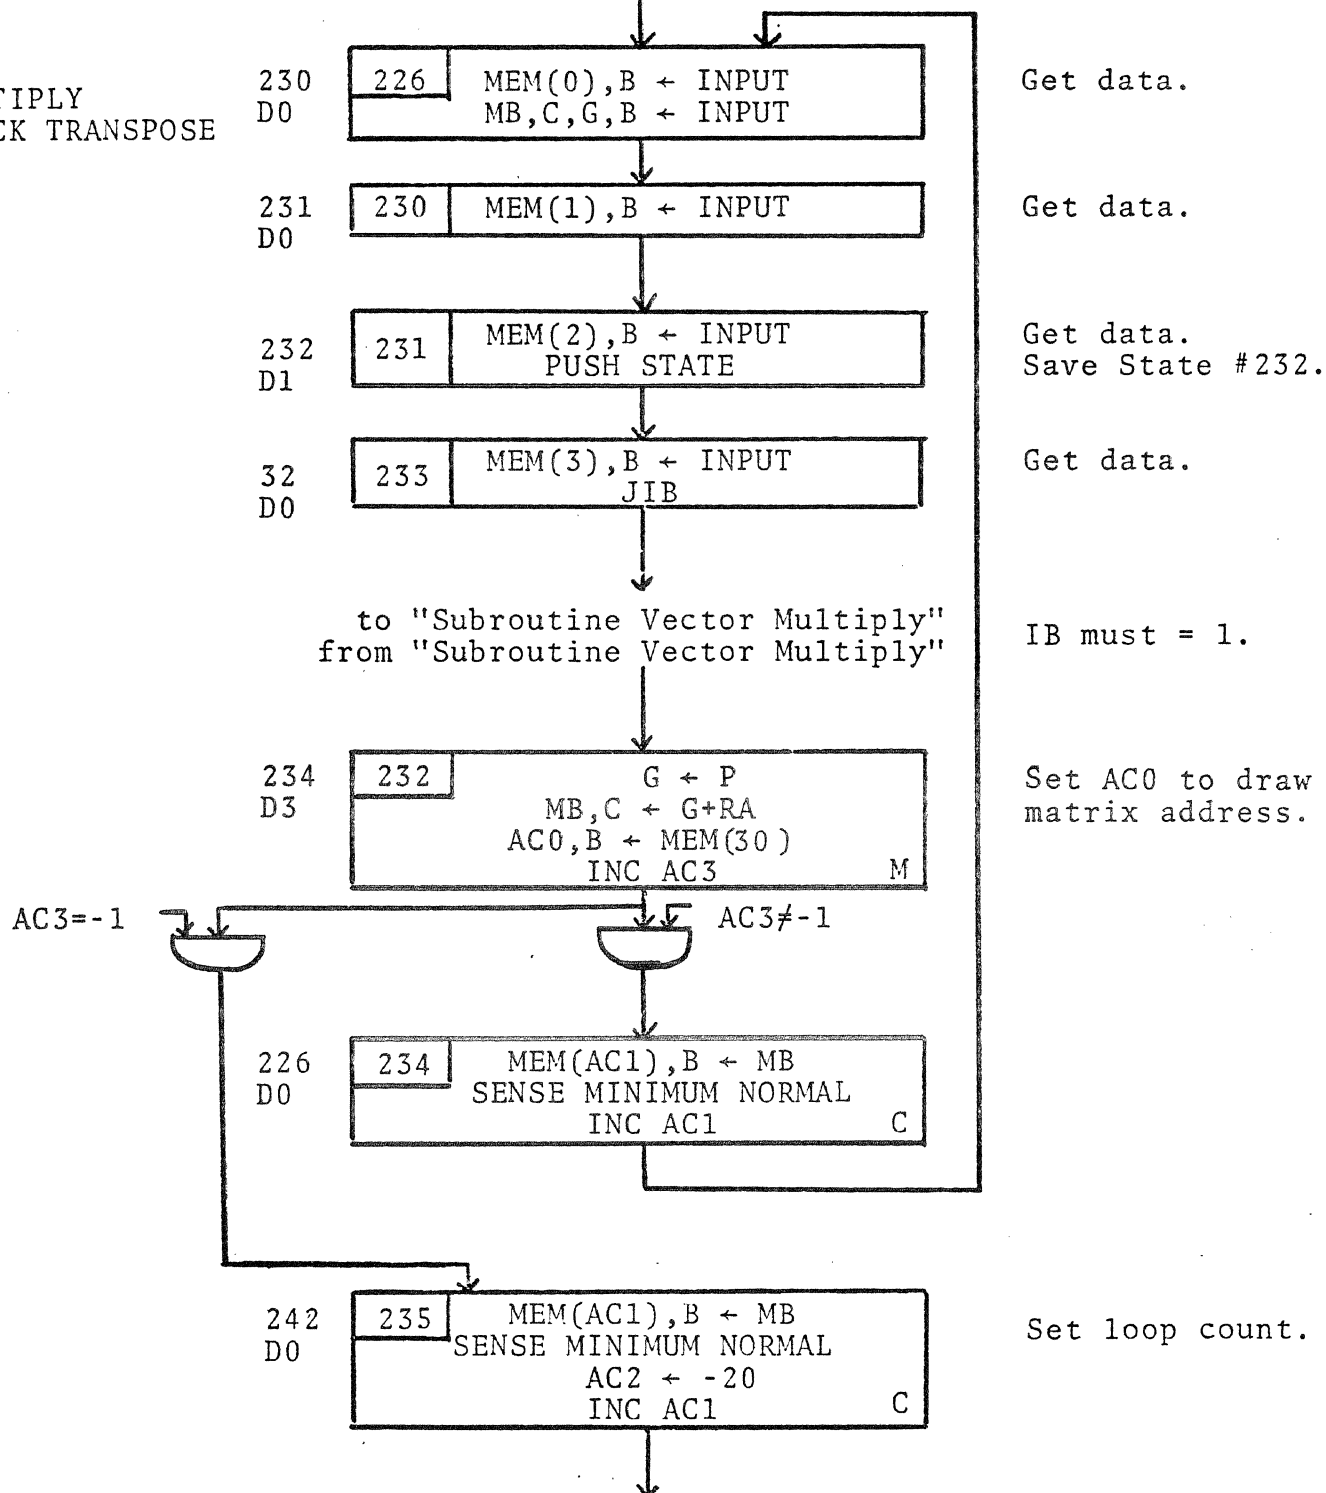 TIPLY
CK TRANSPOSE
230
D0
226
MEM(0),B ← INPUT
MB,C,G,B ← INPUT
Get data.
231
D0
230
MEM(1),B ← INPUT
Get data.
232
D1
231
MEM(2),B ← INPUT
PUSH STATE
Get data.
Save State #232.
32
D0
233
MEM(3),B ← INPUT
JIB
Get data.
to "Subroutine Vector Multiply"
from "Subroutine Vector Multiply"
IB must = 1.
234
D3
232
G ← P
MB,C ← G+RA
AC0,B ← MEM(30)
INC AC3
M
Set AC0 to draw
matrix address.
AC3=-1
AC3≠-1
226
D0
234
MEM(AC1),B ← MB
SENSE MINIMUM NORMAL
INC AC1
C
242
D0
235
MEM(AC1),B ← MB
SENSE MINIMUM NORMAL
AC2 ← -20
INC AC1
C
Set loop count.